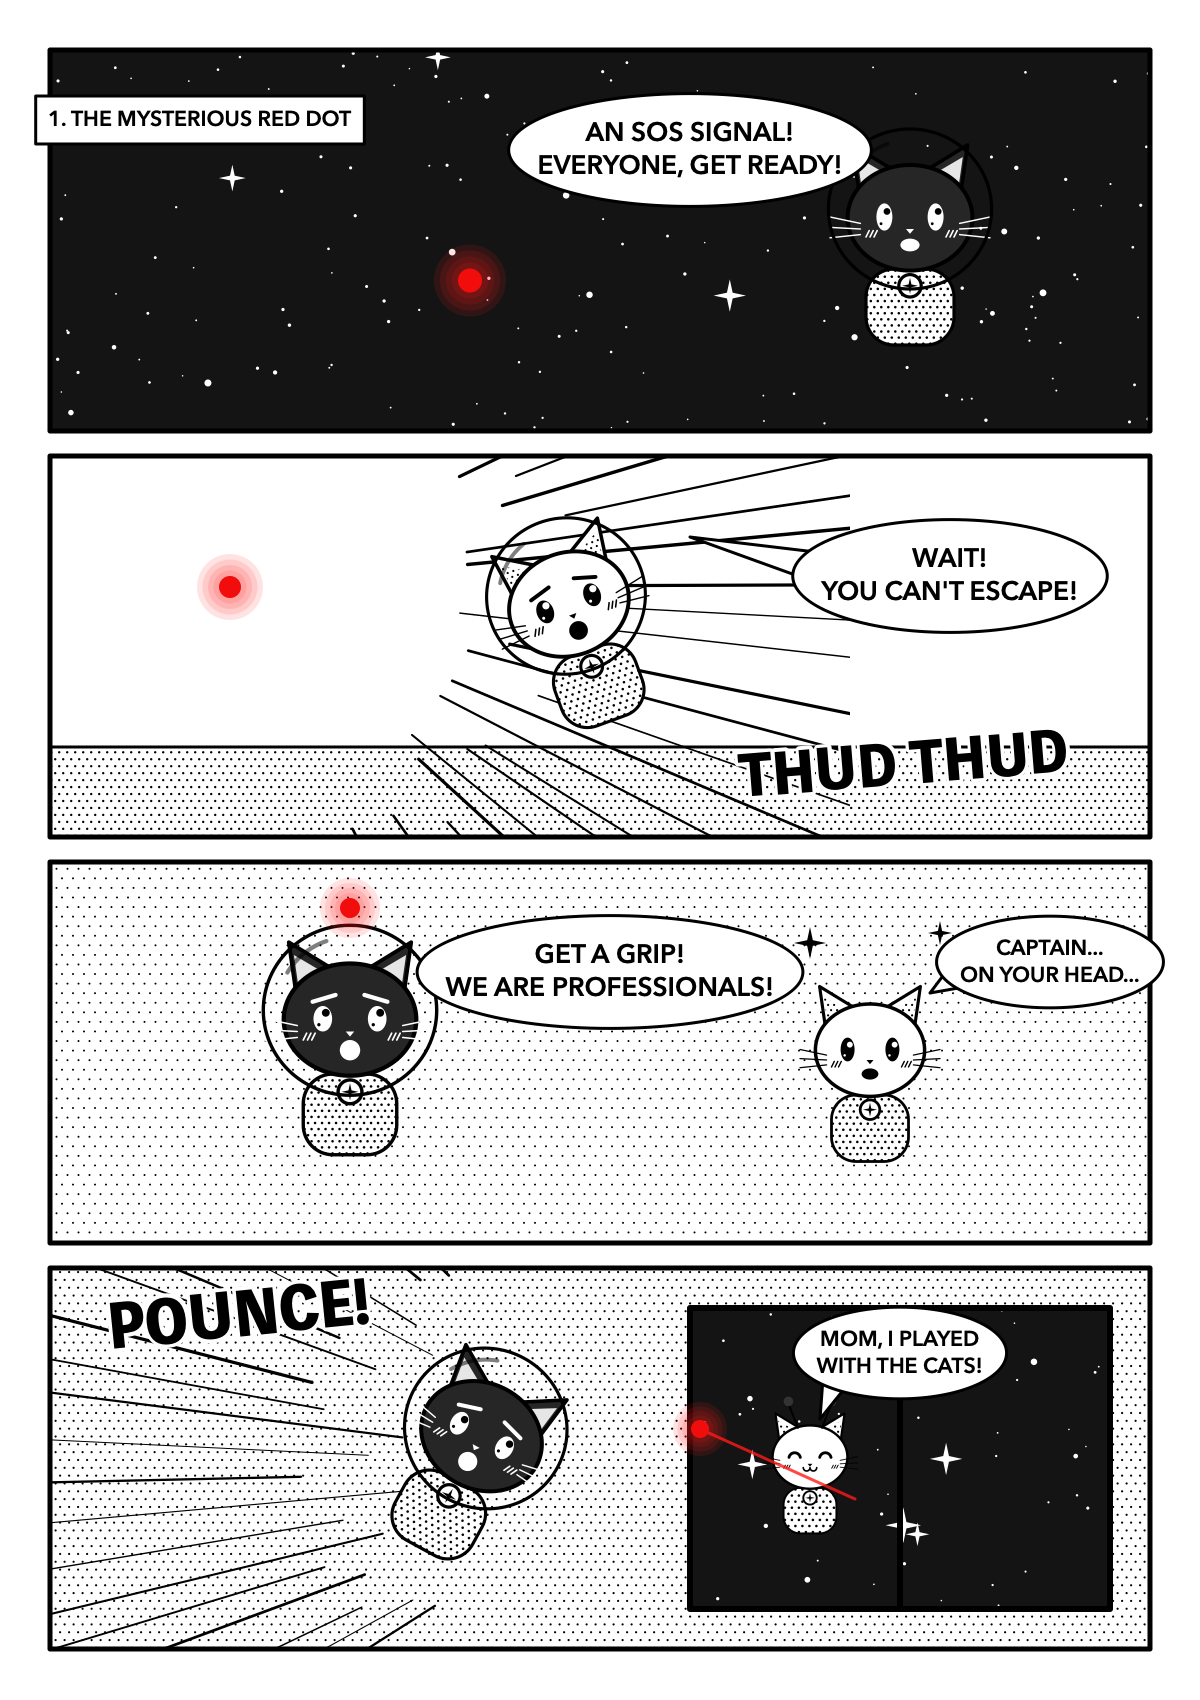 1. THE MYSTERIOUS RED DOT
AN SOS SIGNAL!
EVERYONE, GET READY!
WAIT!
YOU CAN'T ESCAPE!
THUD THUD
GET A GRIP!
WE ARE PROFESSIONALS!
CAPTAIN...
ON YOUR HEAD...
POUNCE!
MOM, I PLAYED
WITH THE CATS!